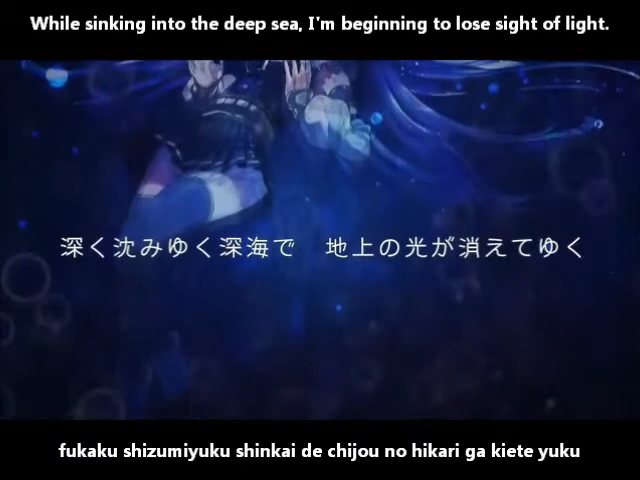 While sinking into the deep sea, I'm beginning to lose sight of light.
深く沈みゆく深海で　地上の光が消えてゆく
fukaku shizumiyuku shinkai de chijou no hikari ga kiete yuku